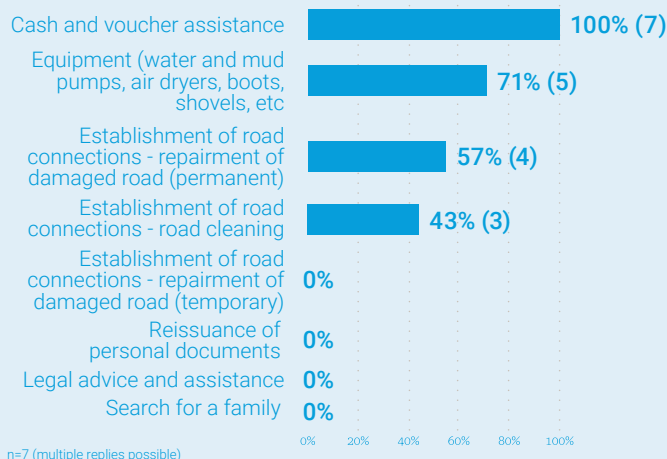 Cash and voucher assistance
100% (7)
Equipment (water and mud
pumps, air dryers, boots,
shovels, etc
71% (5)
Establishment of road
connections - repairment of
damaged road (permanent)
57% (4)
Establishment of road
connections - road cleaning
43% (3)
Establishment of road
connections - repairment of
damaged road (temporary)
0%
Reissuance of
personal documents
0%
Legal advice and assistance
0%
Search for a family
0%
0% 20% 40% 60% 80% 100%
n=7 (multiple replies possible)